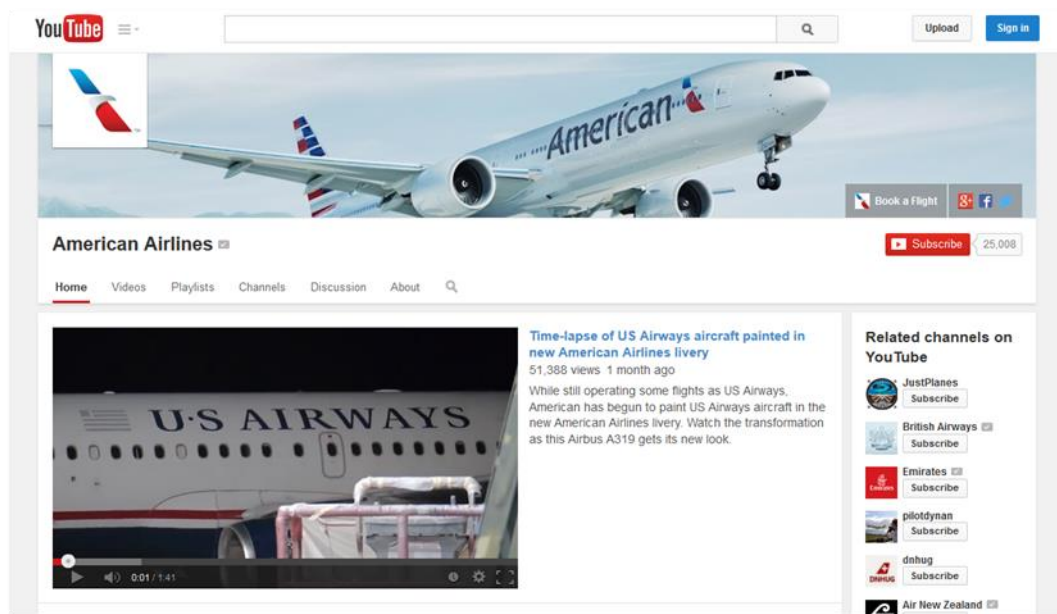 You Tube
Upload
Sign in
American
Book a Flight
American Airlines
Subscribe
25,008
Home
Videos
Playlists
Channels
Discussion
About
U·S AIRWAYS
0:01 / 1:41
Time-lapse of US Airways aircraft painted in
new American Airlines livery
51,388 views 1 month ago
While still operating some flights as US Airways,
American has begun to paint US Airways aircraft in the
new American Airlines livery. Watch the transformation
as this Airbus A319 gets its new look.
Related channels on
YouTube
JustPlanes
Subscribe
British Airways
Subscribe
Emirates
Emirates
Subscribe
pilotdynan
Subscribe
dnhug
DNHUG
Subscribe
Air New Zealand